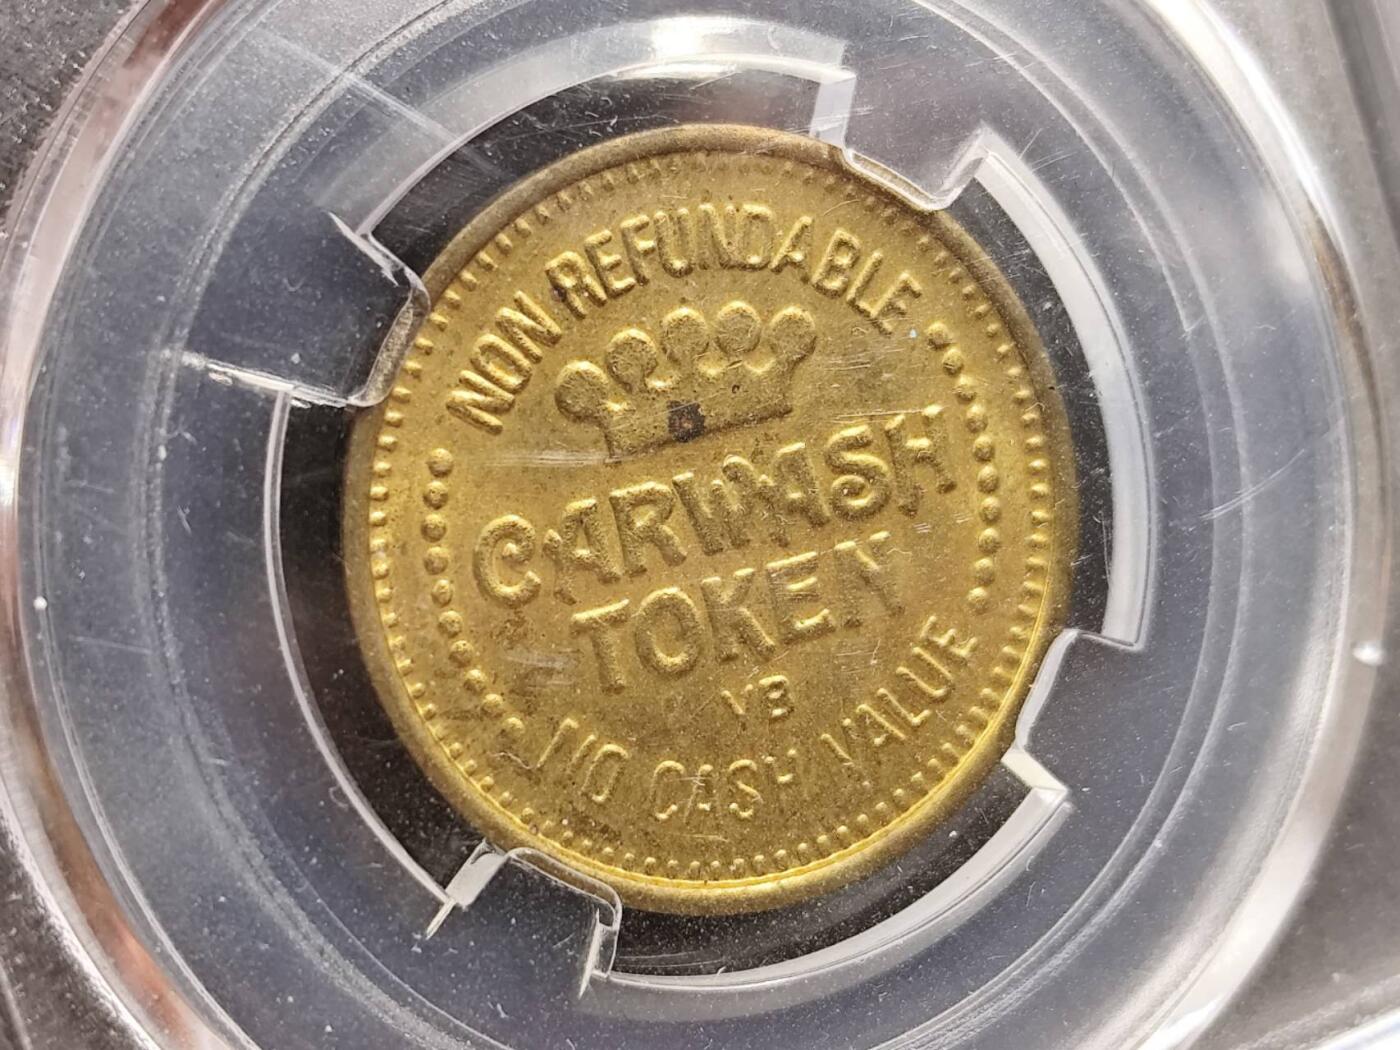 NON REFUNDABLE
CARWASH
TOKEN
VB
NO CASH VALUE